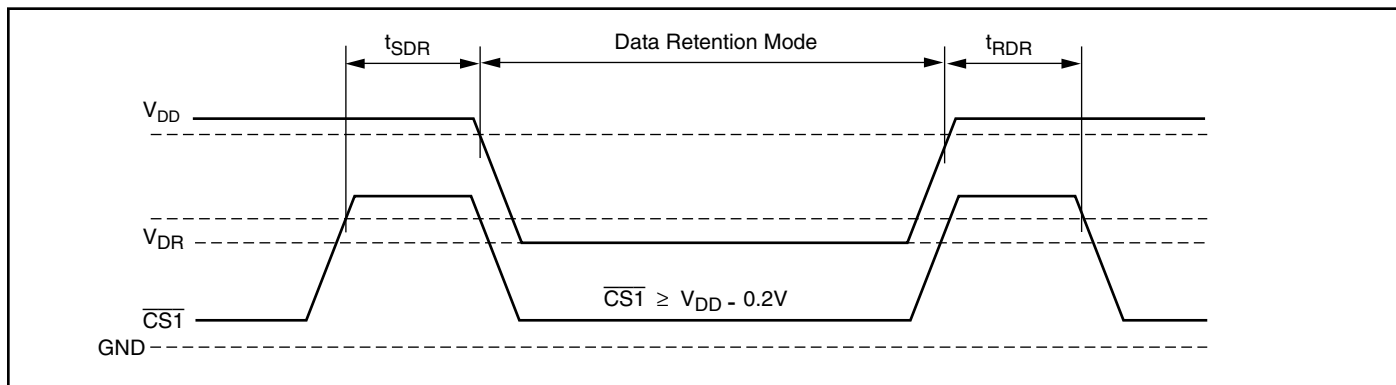 tSDR Data Retention Mode tRDR
VDD
VDR
CS1 ≥ VDD - 0.2V
CS1
GND